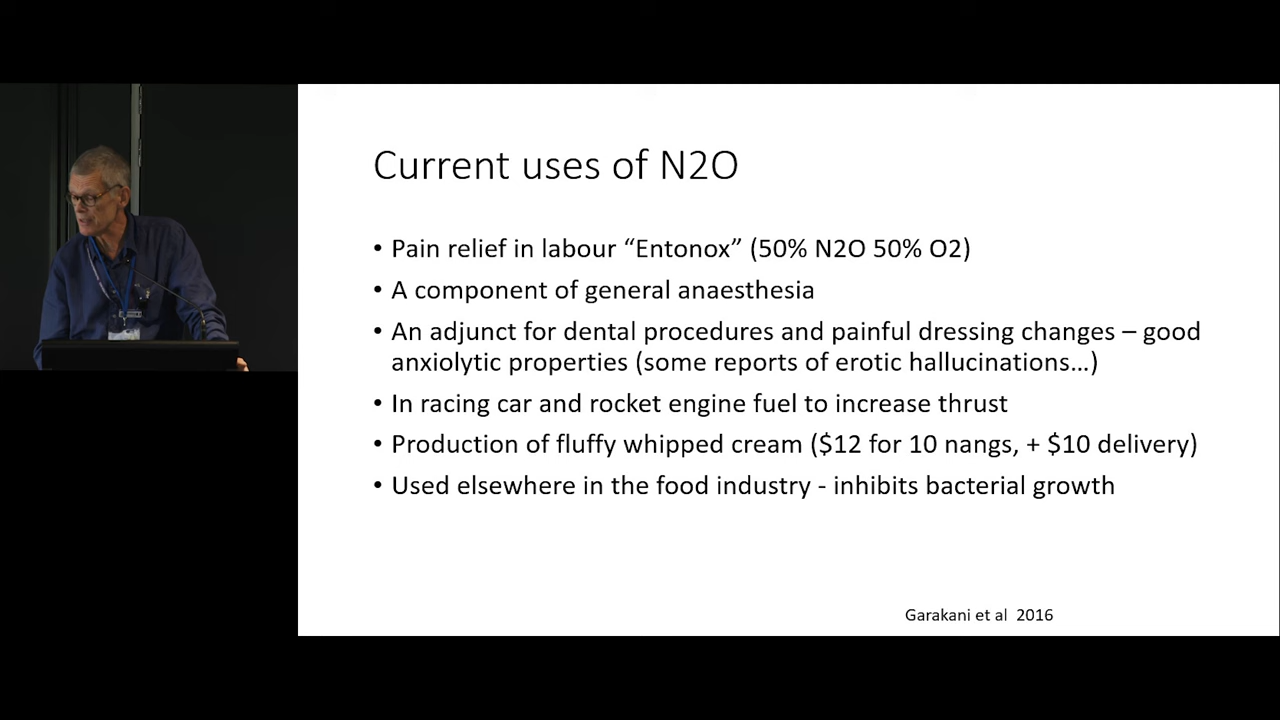 Current uses of N2O
• Pain relief in labour “Entonox” (50% N2O 50% O2)
• A component of general anaesthesia
• An adjunct for dental procedures and painful dressing changes – good
anxiolytic properties (some reports of erotic hallucinations...)
• In racing car and rocket engine fuel to increase thrust
• Production of fluffy whipped cream ($12 for 10 nangs, + $10 delivery)
• Used elsewhere in the food industry - inhibits bacterial growth
Garakani et al  2016